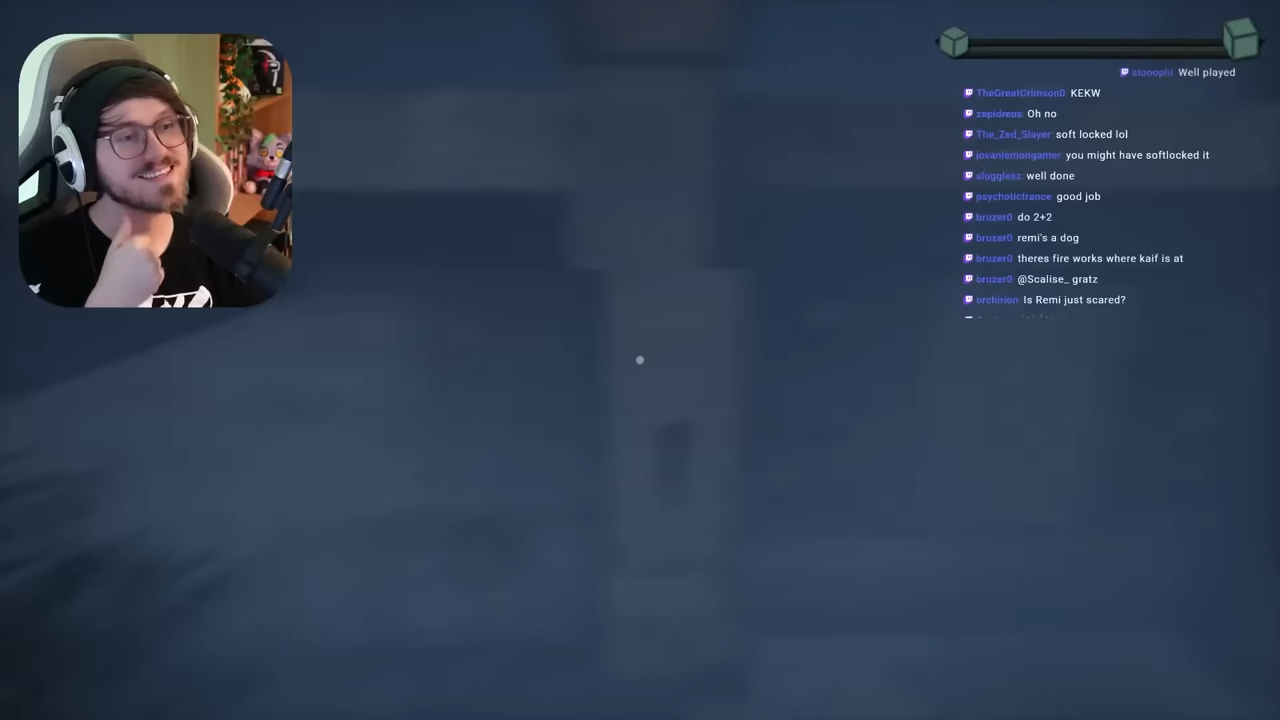 stooophi Well played
TheGreatCrimson0 KEKW
zepidreus Oh no
The_Zed_Slayer soft locked lol
jovanlemongamer you might have softlocked it
slugglesz well done
psychotictrance good job
bruzer0 do 2+2
bruzer0 remi's a dog
bruzer0 theres fire works where kaif is at
bruzer0 @Scalise_ gratz
orchirion Is Remi just scared?